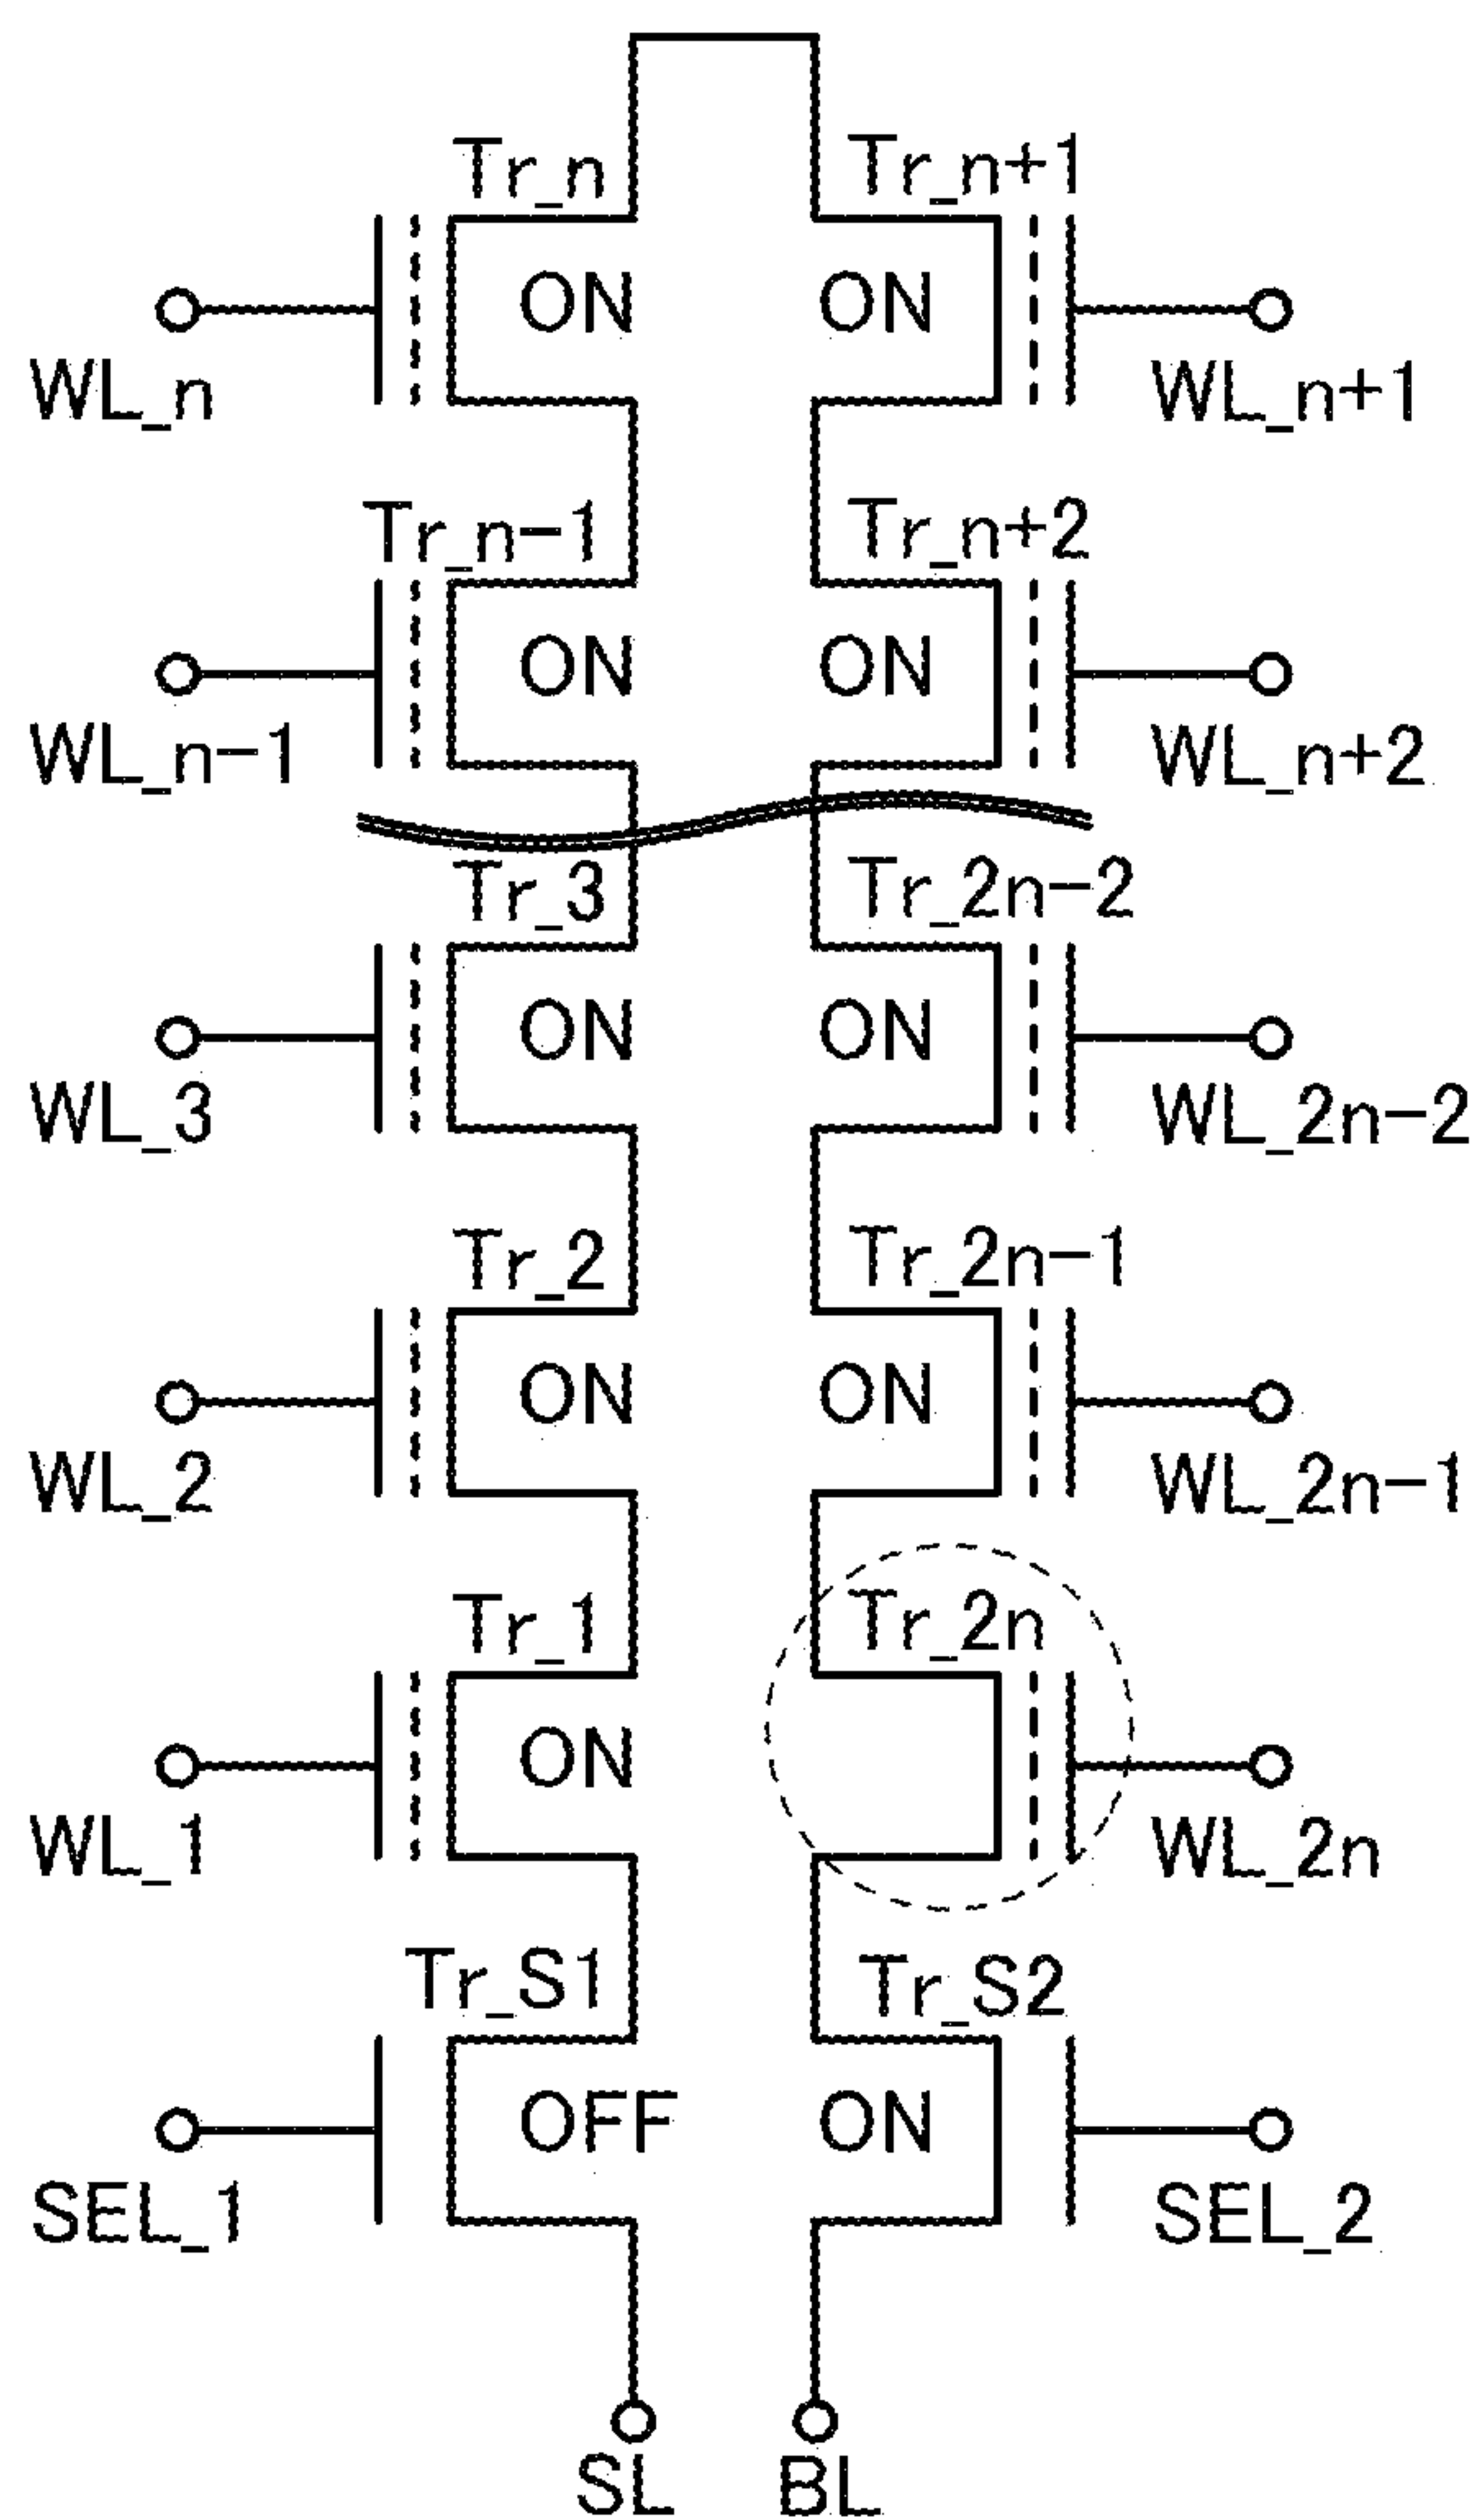 Tr_n Tr_n+1
ON ON
WL_n WL_n+1
Tr_n-1 Tr_n+2
ON ON
WL_n-1 WL_n+2
Tr_3 Tr_2n-2
ON ON
WL_3 WL_2n-2
Tr_2 Tr_2n-1
ON ON
WL_2 WL_2n-1
Tr_1 Tr_2n
ON
WL_1 WL_2n
Tr_S1 Tr_S2
OFF ON
SEL_1 SEL_2
SL BL